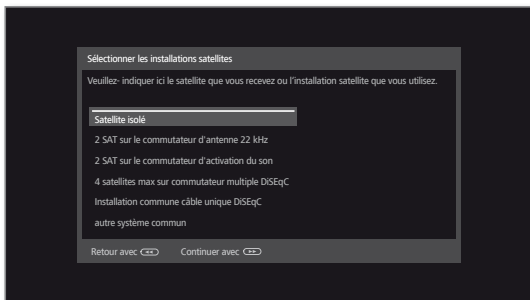 Sélectionner les installations satellites
Veuillez- indiquer ici le satellite que vous recevez ou l'installation satellite que vous utilisez.
Satellite isolé
2 SAT sur le commutateur d'antenne 22 kHz
2 SAT sur le commutateur d'activation du son
4 satellites max sur commutateur multiple DiSEqC
Installation commune câble unique DiSEqC
autre système commun
Retour avec Continuer avec